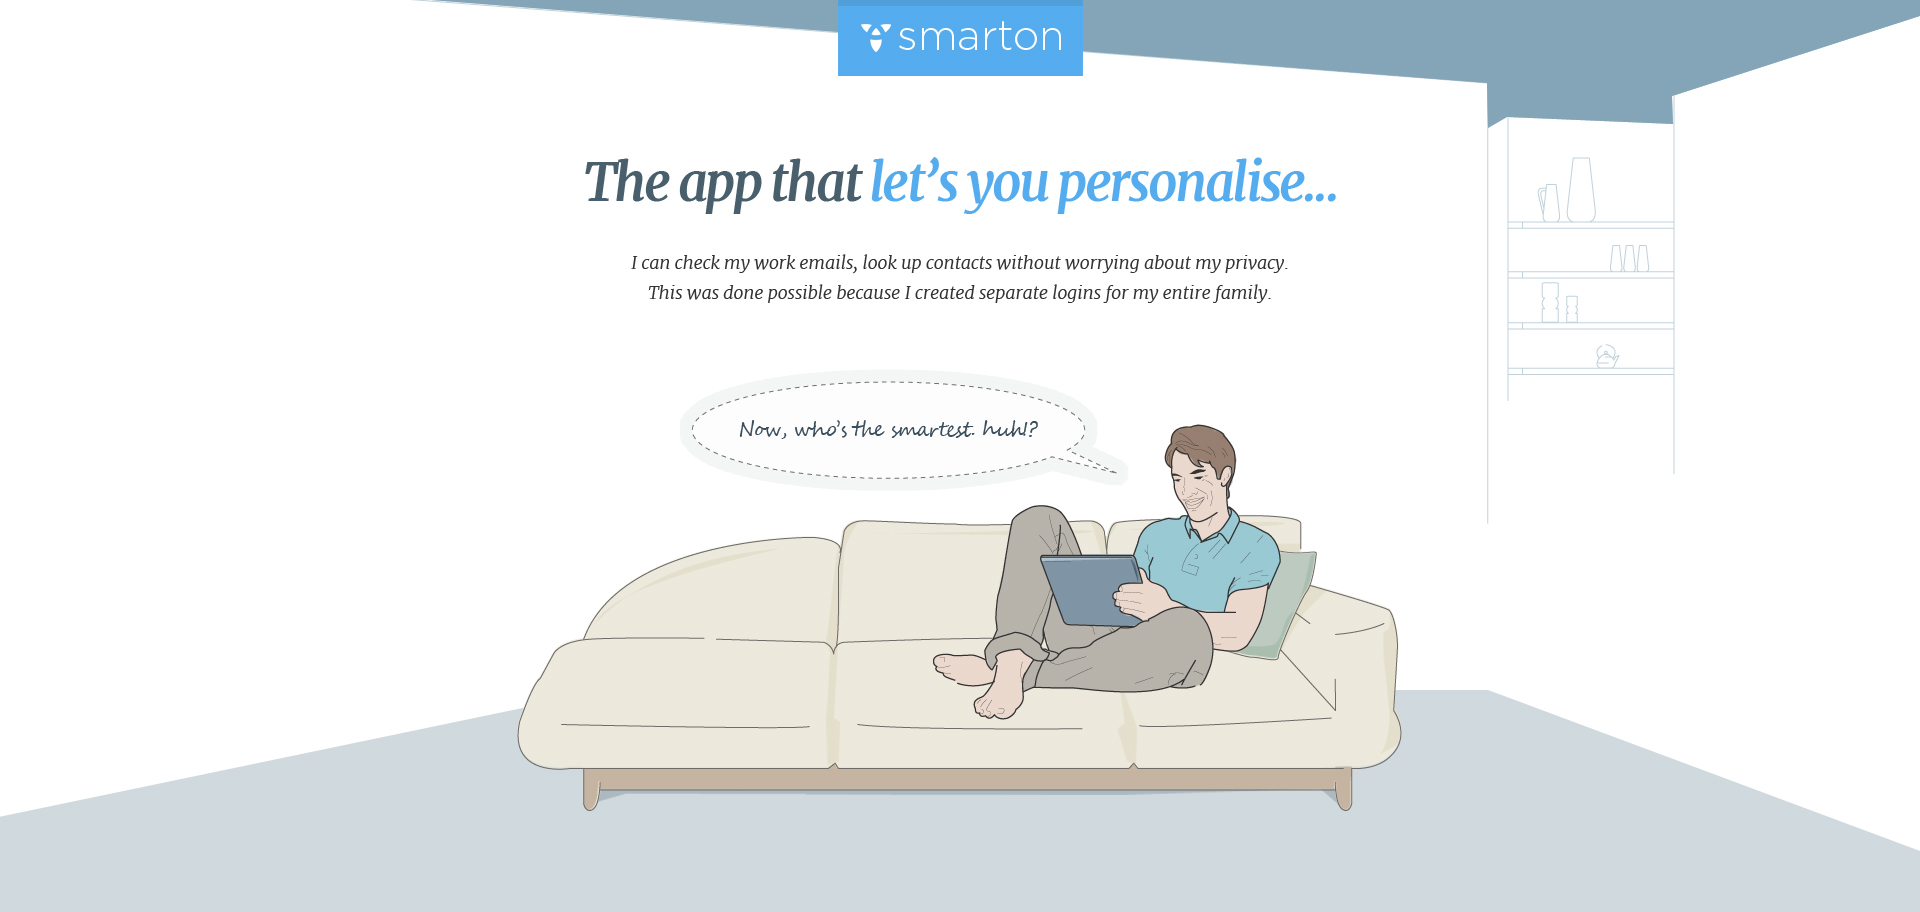 smarton
The app that let’s you personalise...
I can check my work emails, look up contacts without worrying about my privacy.
This was done possible because I created separate logins for my entire family.
Now, who's the smartest. huh!?